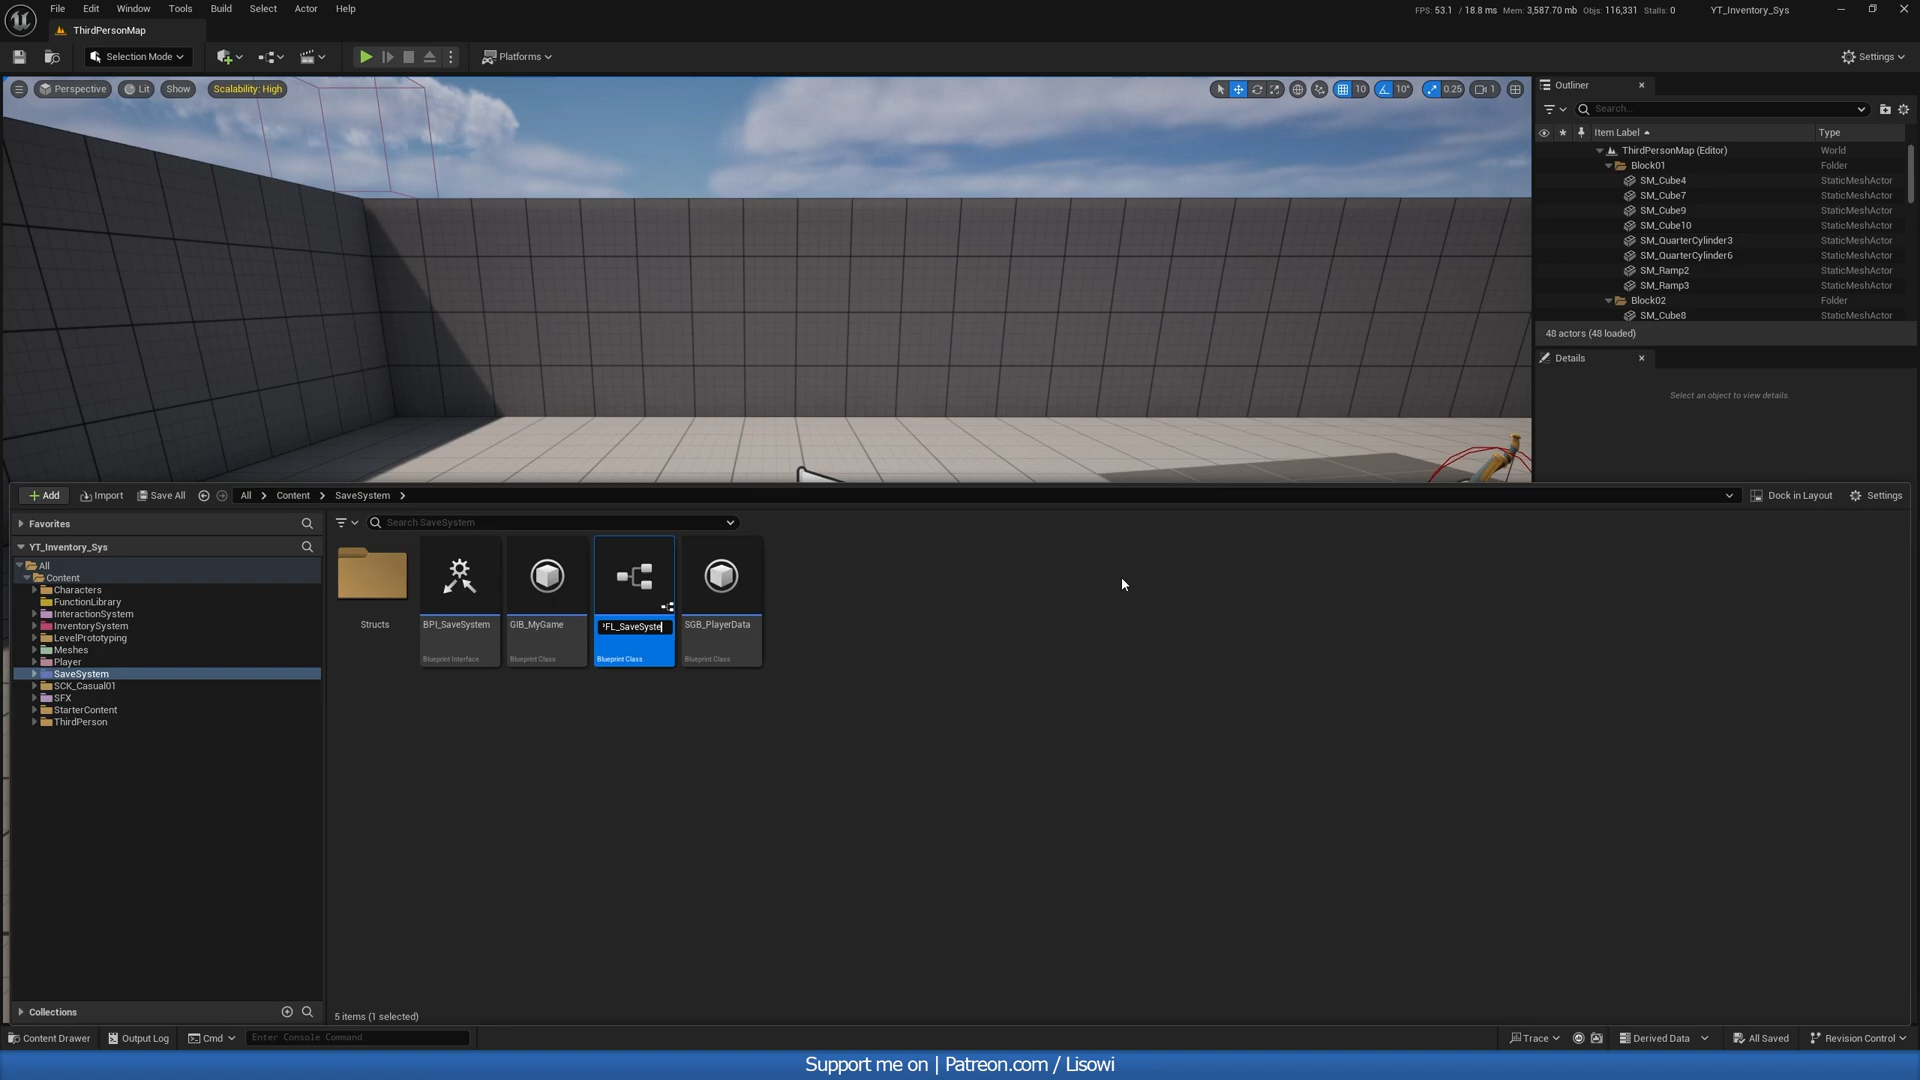 File Edit View Window Tools Build Select Actor Help
FPS: 53.1 / 18.8 ms Mem: 3,587.70 mb Objs: 116,331 Stalls: 0 YT_Inventory_Sys
ThirdPersonMap
Selection Mode Platforms Settings
Perspective Lit Show Scalability: High 10 10° 0.25 1
Outliner
Search...
Item Label Type
ThirdPersonMap (Editor) World
Block01 Folder
SM_Cube4 StaticMeshActor
SM_Cube7 StaticMeshActor
SM_Cube9 StaticMeshActor
SM_Cube10 StaticMeshActor
SM_QuarterCylinder3 StaticMeshActor
SM_QuarterCylinder6 StaticMeshActor
SM_Ramp2 StaticMeshActor
SM_Ramp3 StaticMeshActor
Block02 Folder
SM_Cube8 StaticMeshActor
48 actors (48 loaded)
Details
Select an object to view details.
Add Import Save All All Content SaveSystem Dock in Layout Settings
Favorites
YT_Inventory_Sys
All
Content
Characters
FunctionLibrary
InteractionSystem
InventorySystem
LevelPrototyping
Meshes
Player
SaveSystem
SCK_Casual01
SFX
StarterContent
ThirdPerson
Collections
Search SaveSystem
Structs BPI_SaveSystem GIB_MyGame FL_SaveSyste SGB_PlayerData
Blueprint Interface Blueprint Class Blueprint Class Blueprint Class
5 items (1 selected)
Content Drawer Output Log Cmd Enter Console Command Trace Derived Data All Saved Revision Control
Support me on | Patreon.com / Lisowi